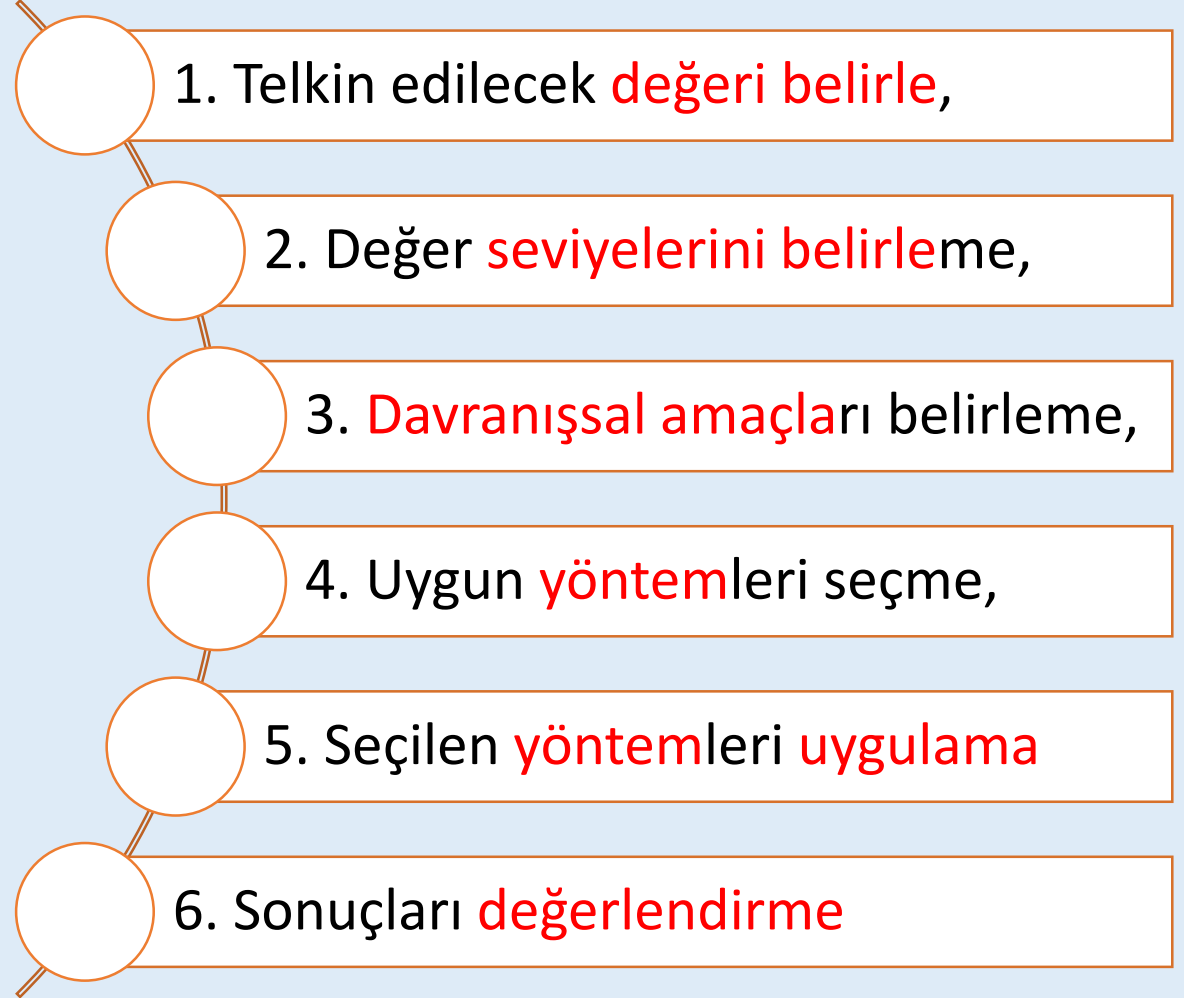 1. Telkin edilecek değeri belirle,
2. Değer seviyelerini belirleme,
3. Davranışsal amaçları belirleme,
4. Uygun yöntemleri seçme,
5. Seçilen yöntemleri uygulama
6. Sonuçları değerlendirme